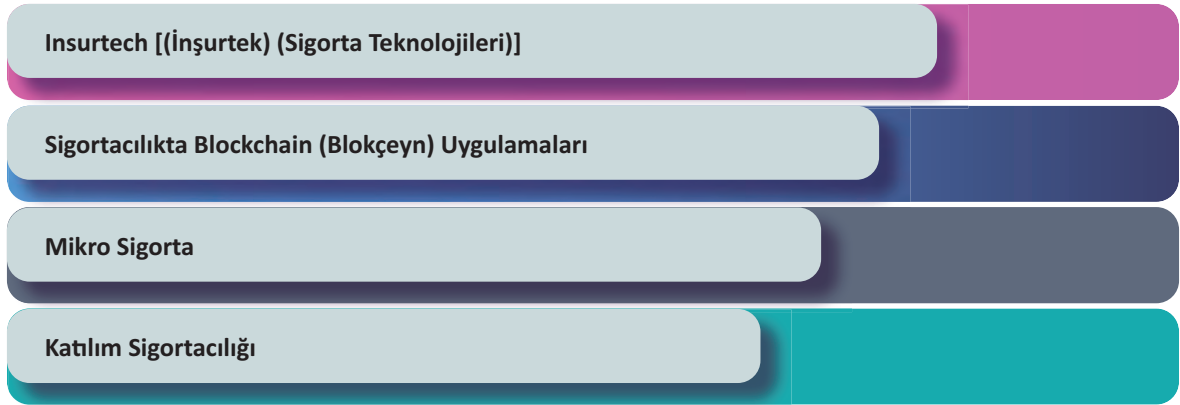 Insurtech [(İnşurtek) (Sigorta Teknolojileri)]
Sigortacılıkta Blockchain (Blokçeyn) Uygulamaları
Mikro Sigorta
Katılım Sigortacılığı